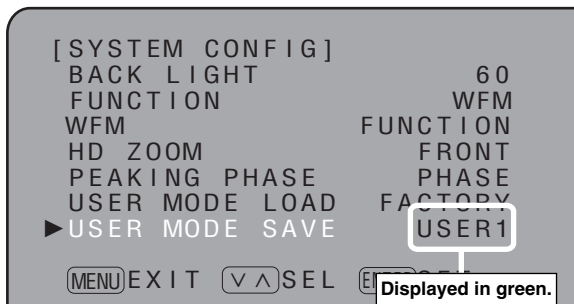 [SYSTEM CONFIG]
BACK LIGHT 60
FUNCTION WFM
WFM FUNCTION
HD ZOOM FRONT
PEAKING PHASE PHASE
USER MODE LOAD FACTORY
▶USER MODE SAVE USER1
MENU EXIT ∨∧ SEL
Displayed in green.